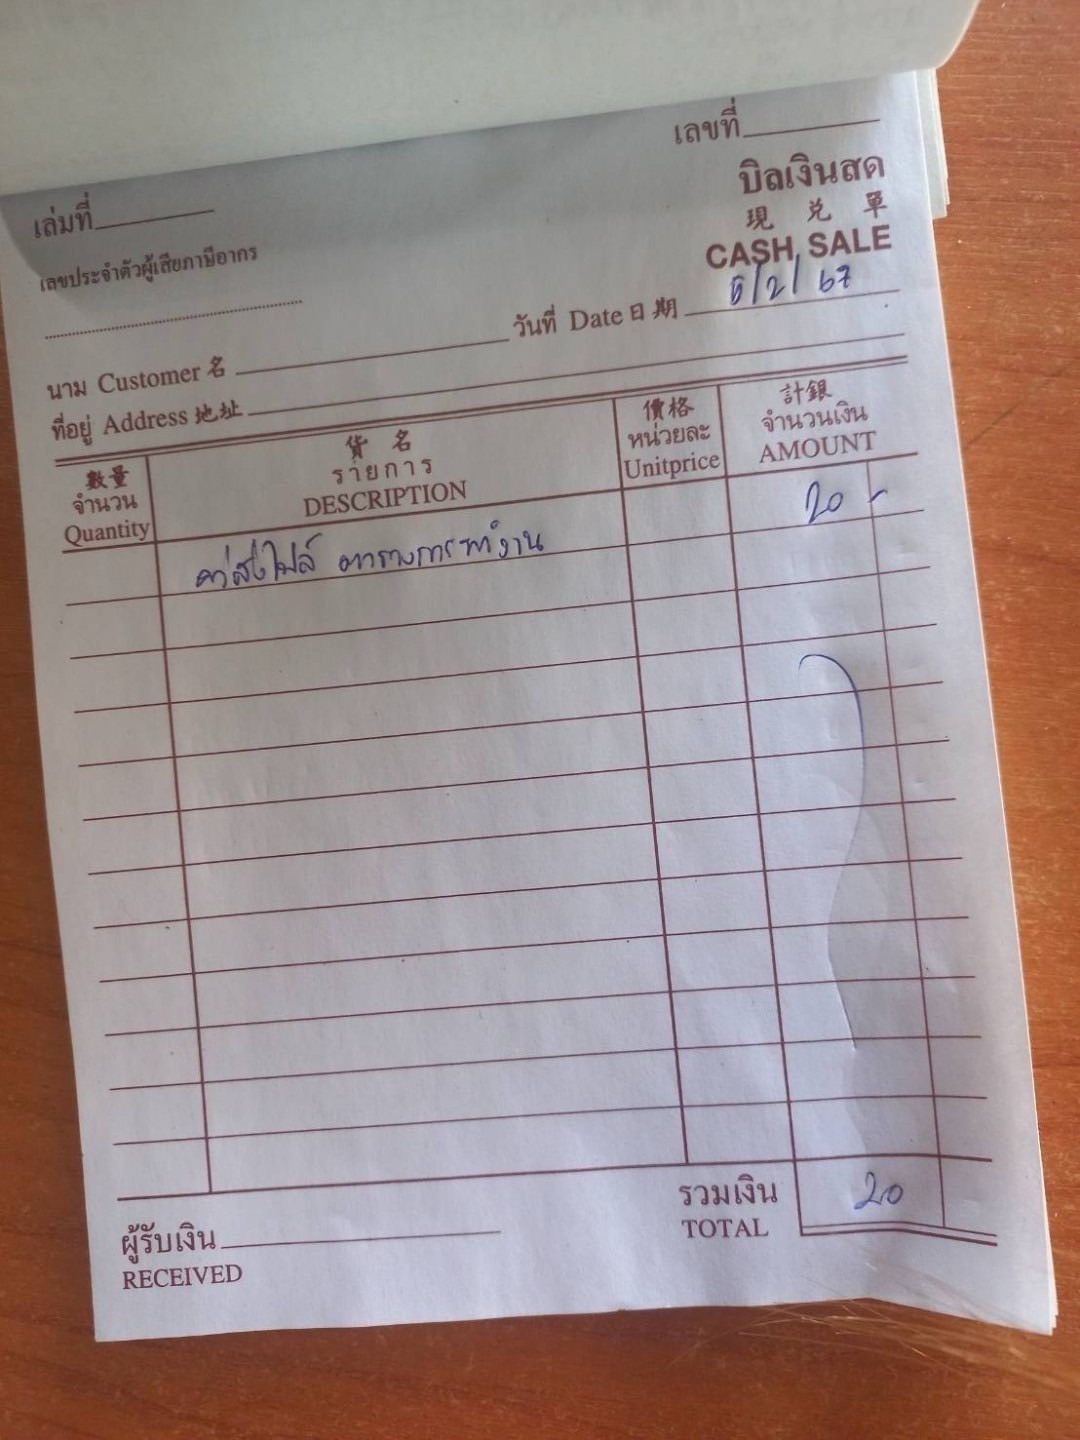 เลขที่
เล่มที่
บิลเงินสด
現 兑 單
CASH SALE
เลขประจำตัวผู้เสียภาษีอากร
วันที่ Date 日期 5/2/67
นาม Customer 名
ที่อยู่ Address 地址
數量 貨名 價格 計銀
จำนวน รายการ หน่วยละ จำนวนเงิน
Quantity DESCRIPTION Unitprice AMOUNT
ค่าส่งไฟล์ ตารางการทำงาน 20 -
รวมเงิน 20
TOTAL
ผู้รับเงิน
RECEIVED